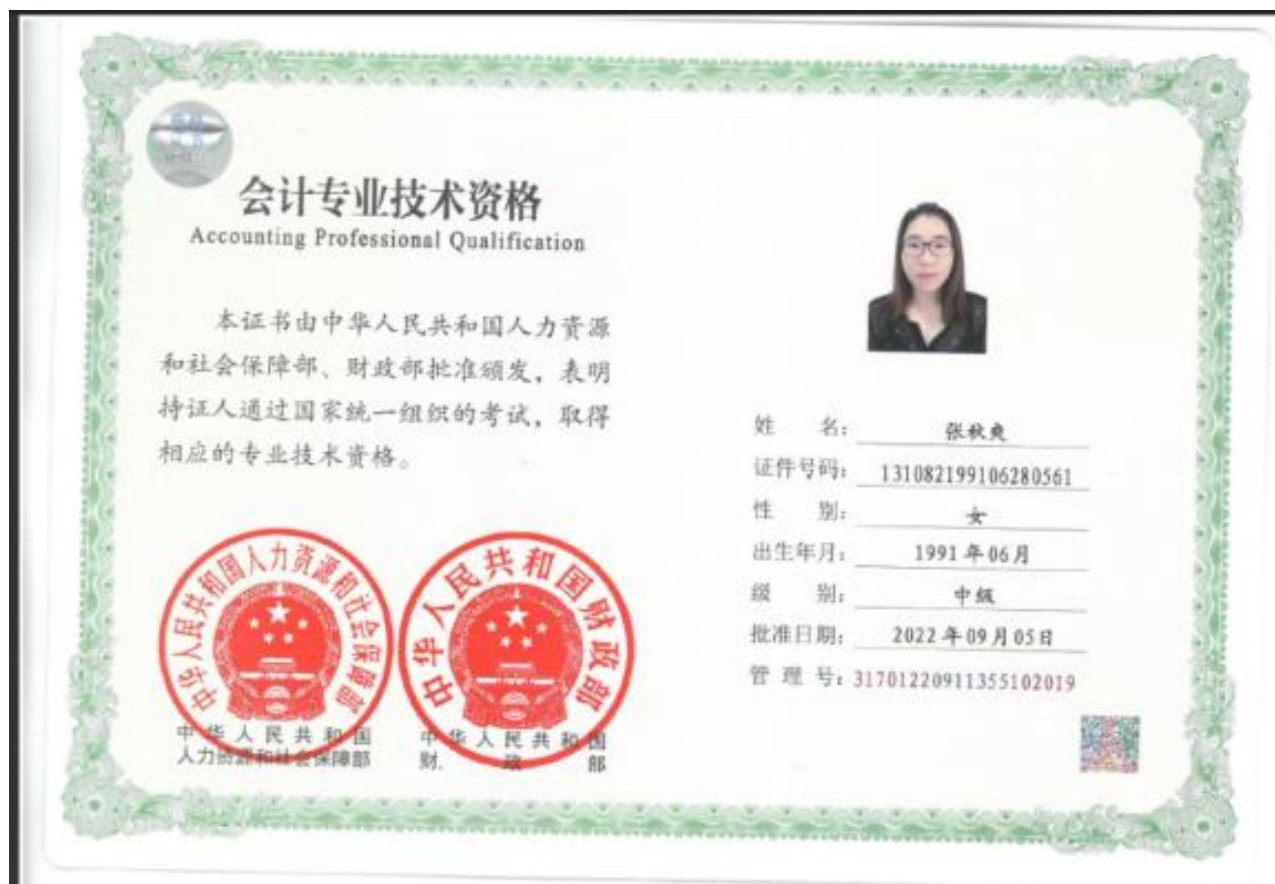 会计专业技术资格
Accounting Professional Qualification
本证书由中华人民共和国人力资源
和社会保障部、财政部批准颁发，表明
持证人通过国家统一组织的考试，取得
相应的专业技术资格。
中华人民共和国人力资源和社会保障部
中华人民共和国
人力资源和社会保障部
中华人民共和国财政部
中华人民共和国
财政部
姓名：张秋爽
证件号码：131082199106280561
性别：女
出生年月：1991年06月
级别：中级
批准日期：2022年09月05日
管理号：31701220911355102019